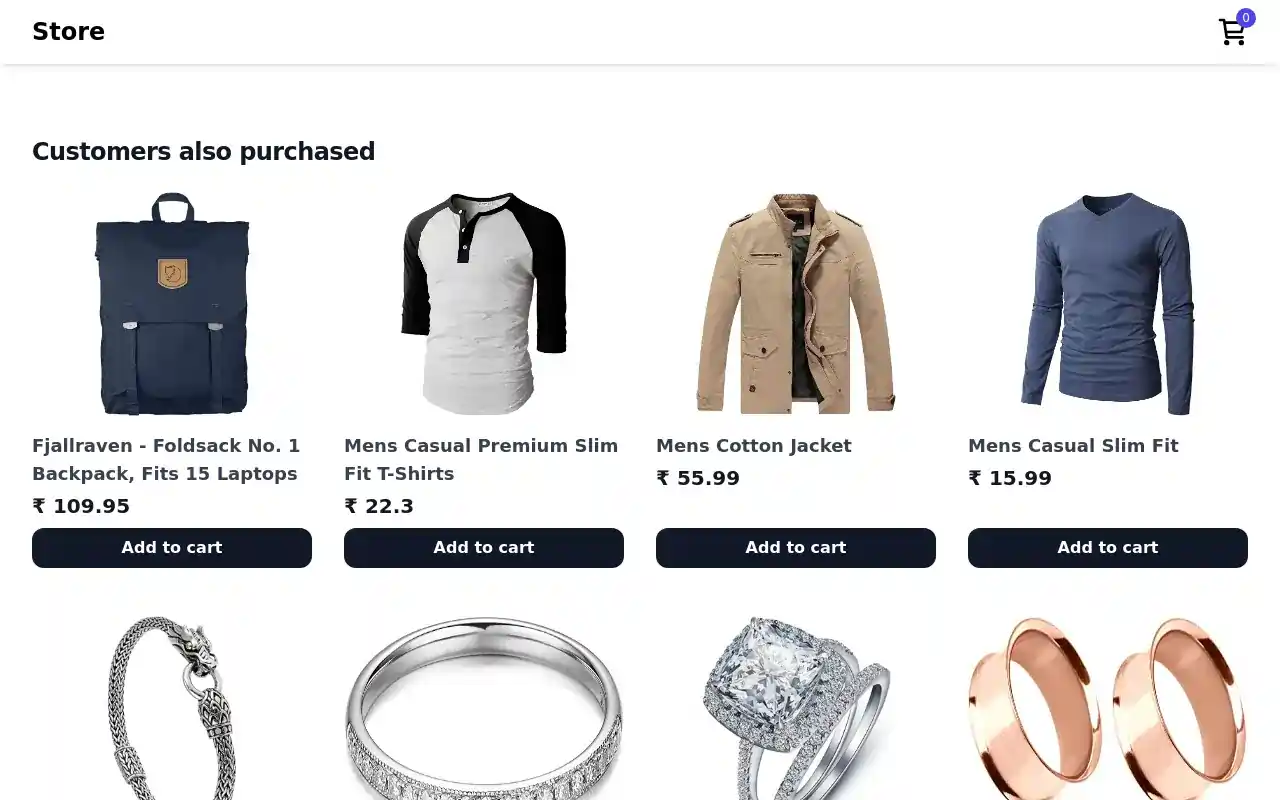 Store
0
Customers also purchased
Fjallraven - Foldsack No. 1
Backpack, Fits 15 Laptops
₹ 109.95
Add to cart
Mens Casual Premium Slim
Fit T-Shirts
₹ 22.3
Add to cart
Mens Cotton Jacket
₹ 55.99
Add to cart
Mens Casual Slim Fit
₹ 15.99
Add to cart